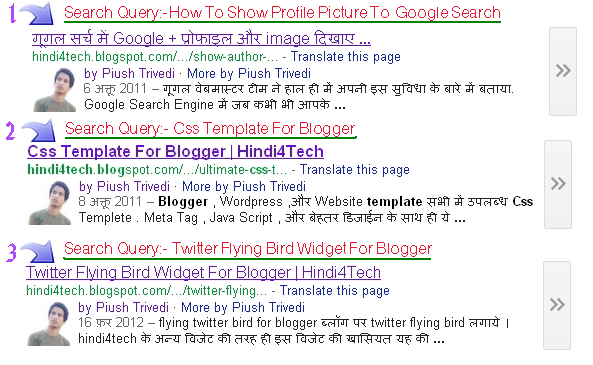 1 Search Query:-How To Show Profile Picture To Google Search
गूगल सर्च में Google + प्रोफाइल और image दिखाए ...
hindi4tech.blogspot.com/.../show-author-... - Translate this page
by Piush Trivedi · More by Piush Trivedi
6 अक्तू 2011 – गूगल वेबमास्टर टीम ने हाल ही में अपनी इस सुविधा के बारे में बताया.
Google Search Engine में जब कभी भी आपके ...
2 Search Query:- Css Template For Blogger
Css Template For Blogger | Hindi4Tech
hindi4tech.blogspot.com/.../ultimate-css-t... - Translate this page
by Piush Trivedi · More by Piush Trivedi
8 अक्तू 2011 – Blogger , Wordpress ,और Website template सभी में उपलब्ध Css
Templete . Meta Tag , Java Script , और बेहतर डिजाईन के साथ ही ये ...
3 Search Query:- Twitter Flying Bird Widget For Blogger
Twitter Flying Bird Widget For Blogger | Hindi4Tech
hindi4tech.blogspot.com/.../twitter-flying... - Translate this page
by Piush Trivedi · More by Piush Trivedi
16 फ़र 2012 – flying twitter bird for blogger ब्लॉग पर twitter flying bird लगाये ।
hindi4tech के अन्य विजेट की तरह ही इस विजेट की खासियत यह की ...